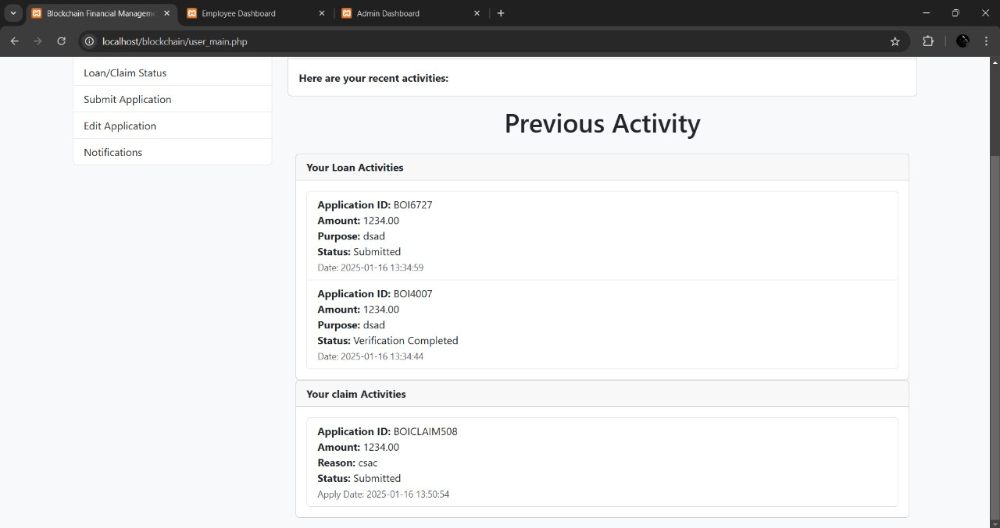 Blockchain Financial Managem
Employee Dashboard
Admin Dashboard
localhost/blockchain/user_main.php
Loan/Claim Status
Submit Application
Edit Application
Notifications
Here are your recent activities:
Previous Activity
Your Loan Activities
Application ID: BOI6727
Amount: 1234.00
Purpose: dsad
Status: Submitted
Date: 2025-01-16 13:34:59
Application ID: BOI4007
Amount: 1234.00
Purpose: dsad
Status: Verification Completed
Date: 2025-01-16 13:34:44
Your claim Activities
Application ID: BOICLAIM508
Amount: 1234.00
Reason: csac
Status: Submitted
Apply Date: 2025-01-16 13:50:54